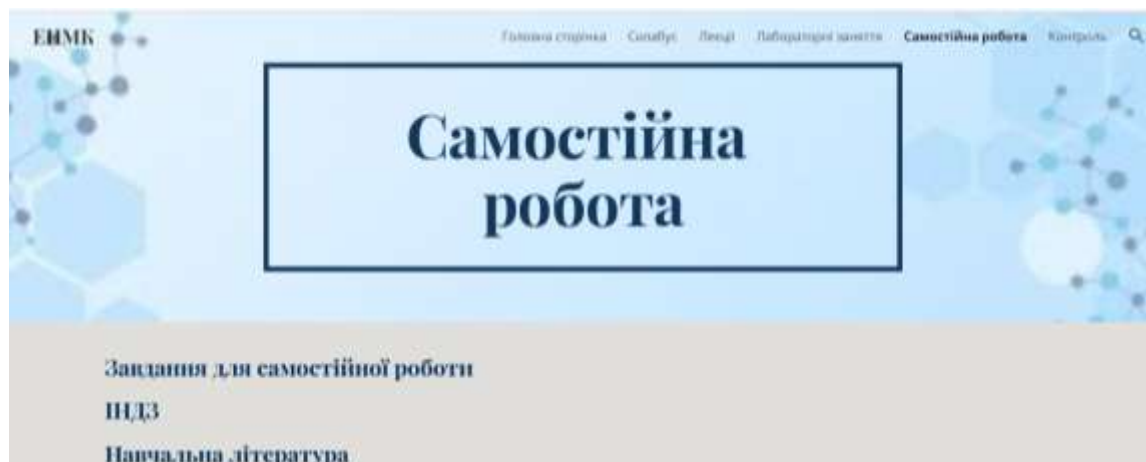 ЕНМК
Головна сторінка Силабус Лекції Лабораторні заняття Самостійна робота Контроль
Самостійна
робота
Завдання для самостійної роботи
ІНДЗ
Навчальна література